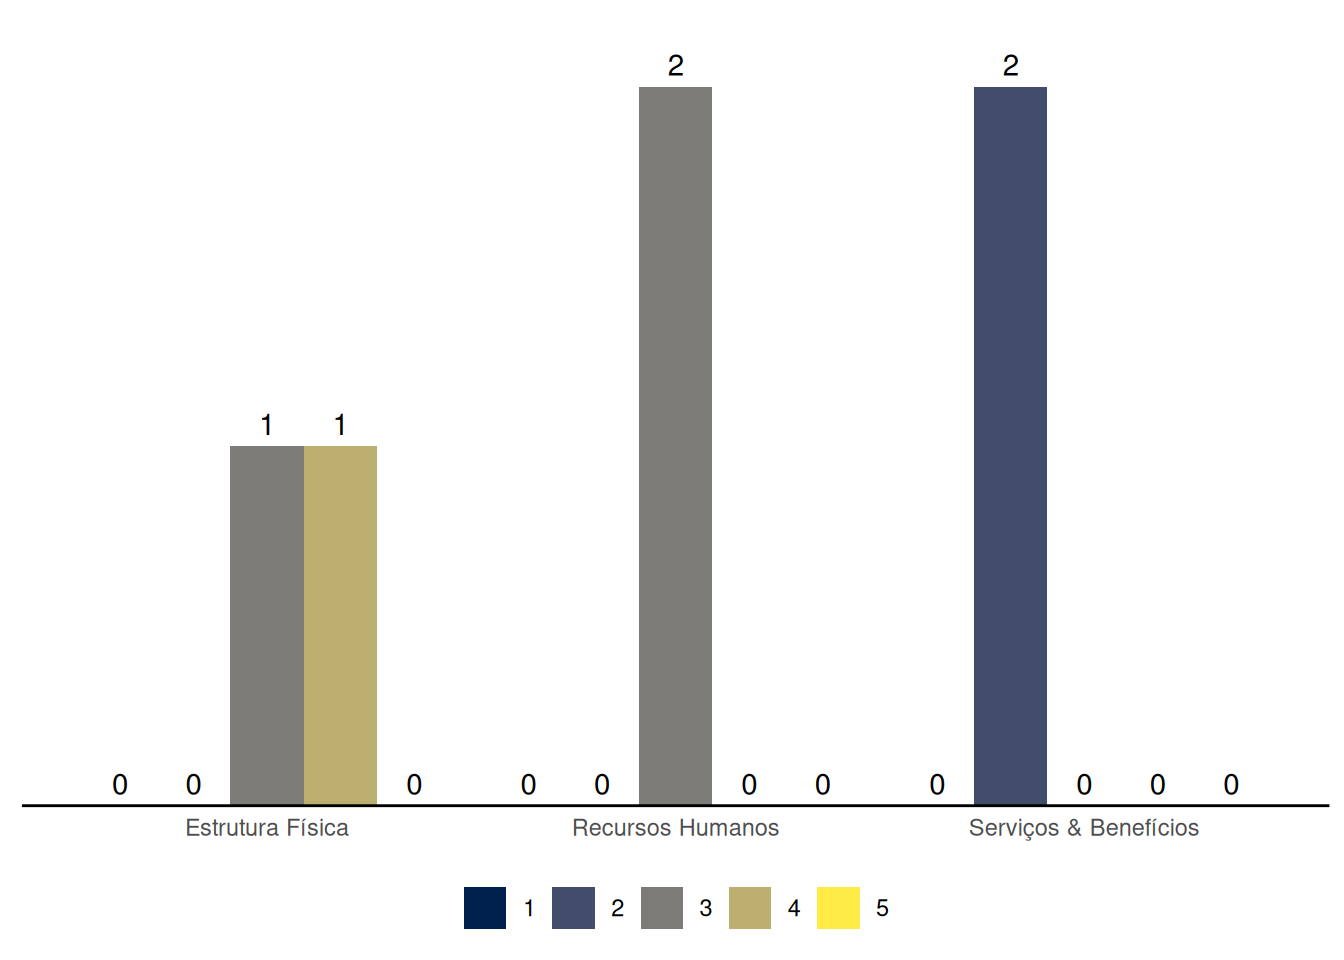 2 2
1 1
0 0 0 0 0 0 0 0 0 0 0
Estrutura Física Recursos Humanos Serviços & Benefícios
1 2 3 4 5